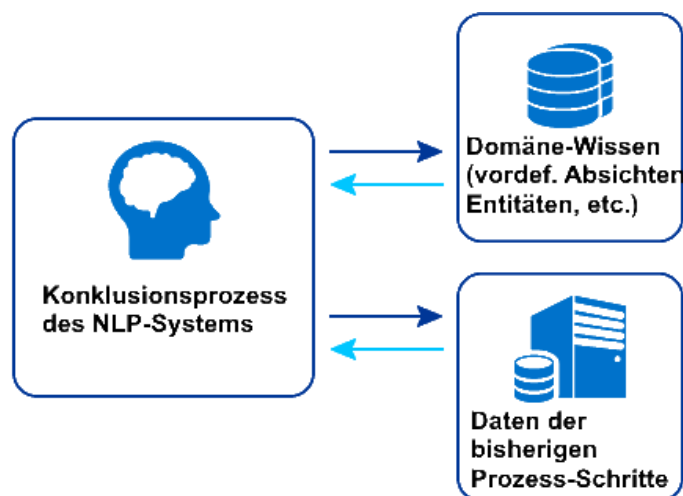 Domäne-Wissen
(vordef. Absichten
Entitäten, etc.)
Konklusionsprozess
des NLP-Systems
Daten der
bisherigen
Prozess-Schritte